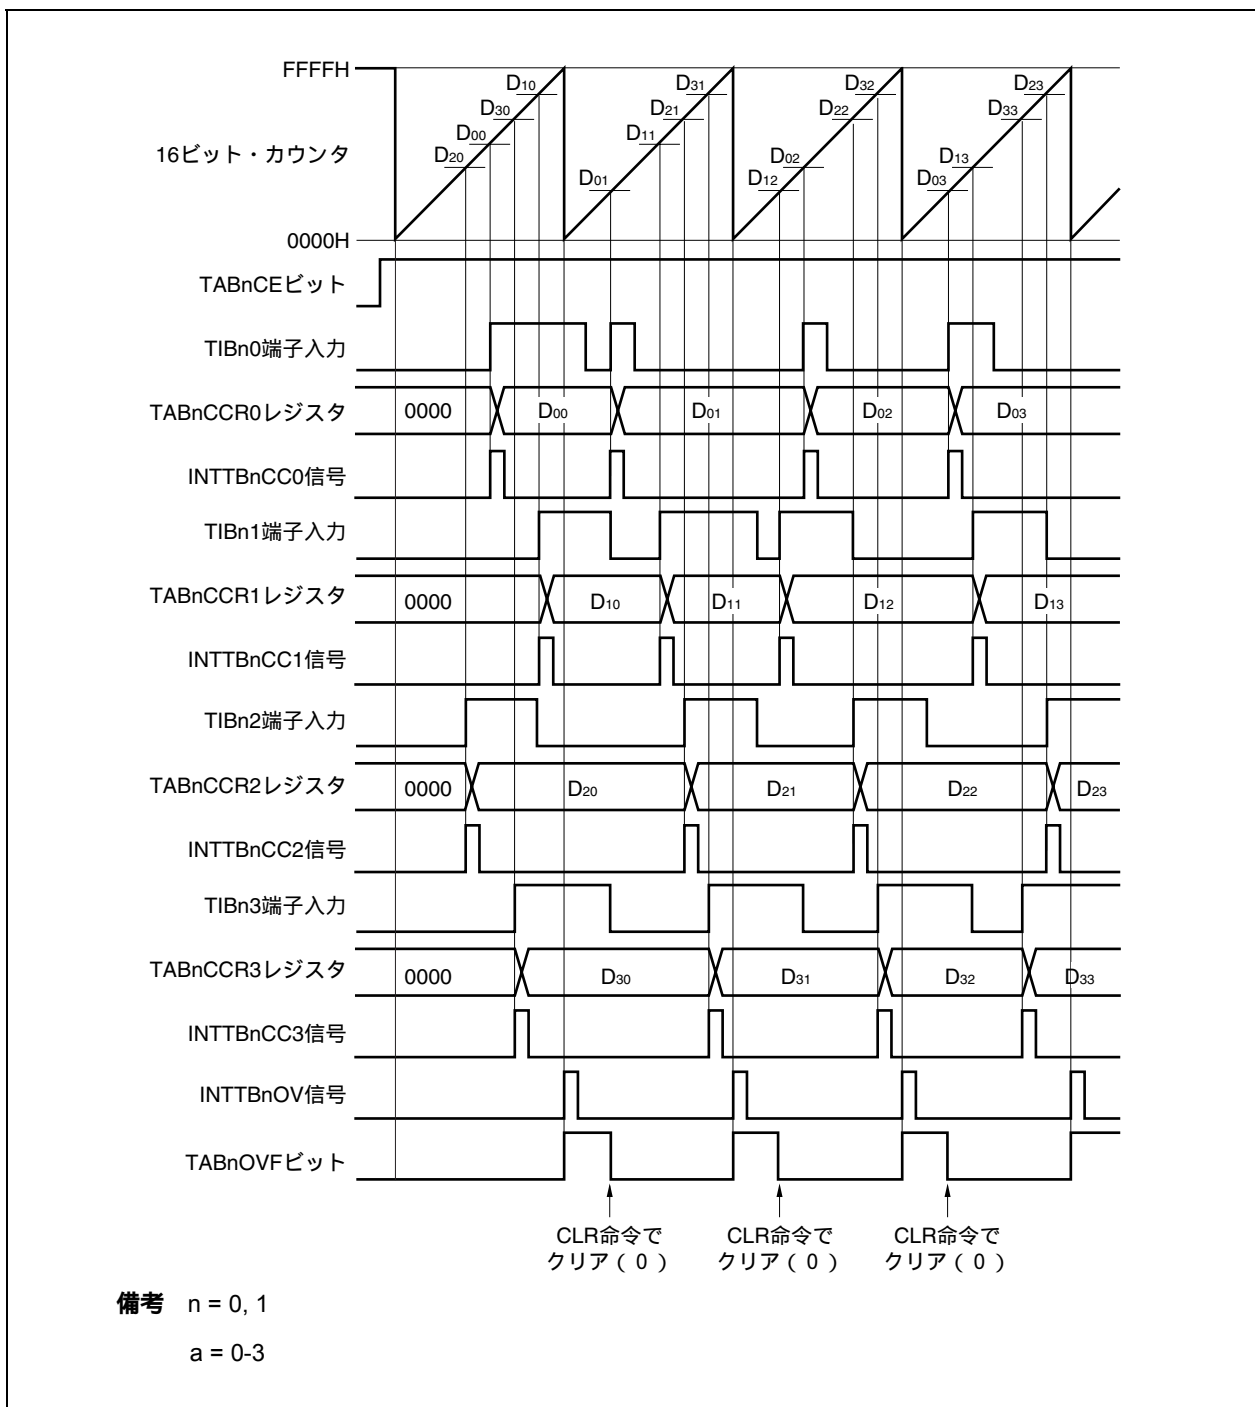 FFFFH
D10
D31
D32
D23
D30
D21
D22
D33
D00
D11
16ビット・カウンタ
D20
D02
D13
D01
D12
D03
0000H
TABnCEビット
TIBn0端子入力
TABnCCR0レジスタ 0000 D00 D01 D02 D03
INTTBnCC0信号
TIBn1端子入力
TABnCCR1レジスタ 0000 D10 D11 D12 D13
INTTBnCC1信号
TIBn2端子入力
TABnCCR2レジスタ 0000 D20 D21 D22 D23
INTTBnCC2信号
TIBn3端子入力
TABnCCR3レジスタ 0000 D30 D31 D32 D33
INTTBnCC3信号
INTTBnOV信号
TABnOVFビット
CLR命令で
クリア（0）
CLR命令で
クリア（0）
CLR命令で
クリア（0）
備考 n = 0, 1
a = 0-3